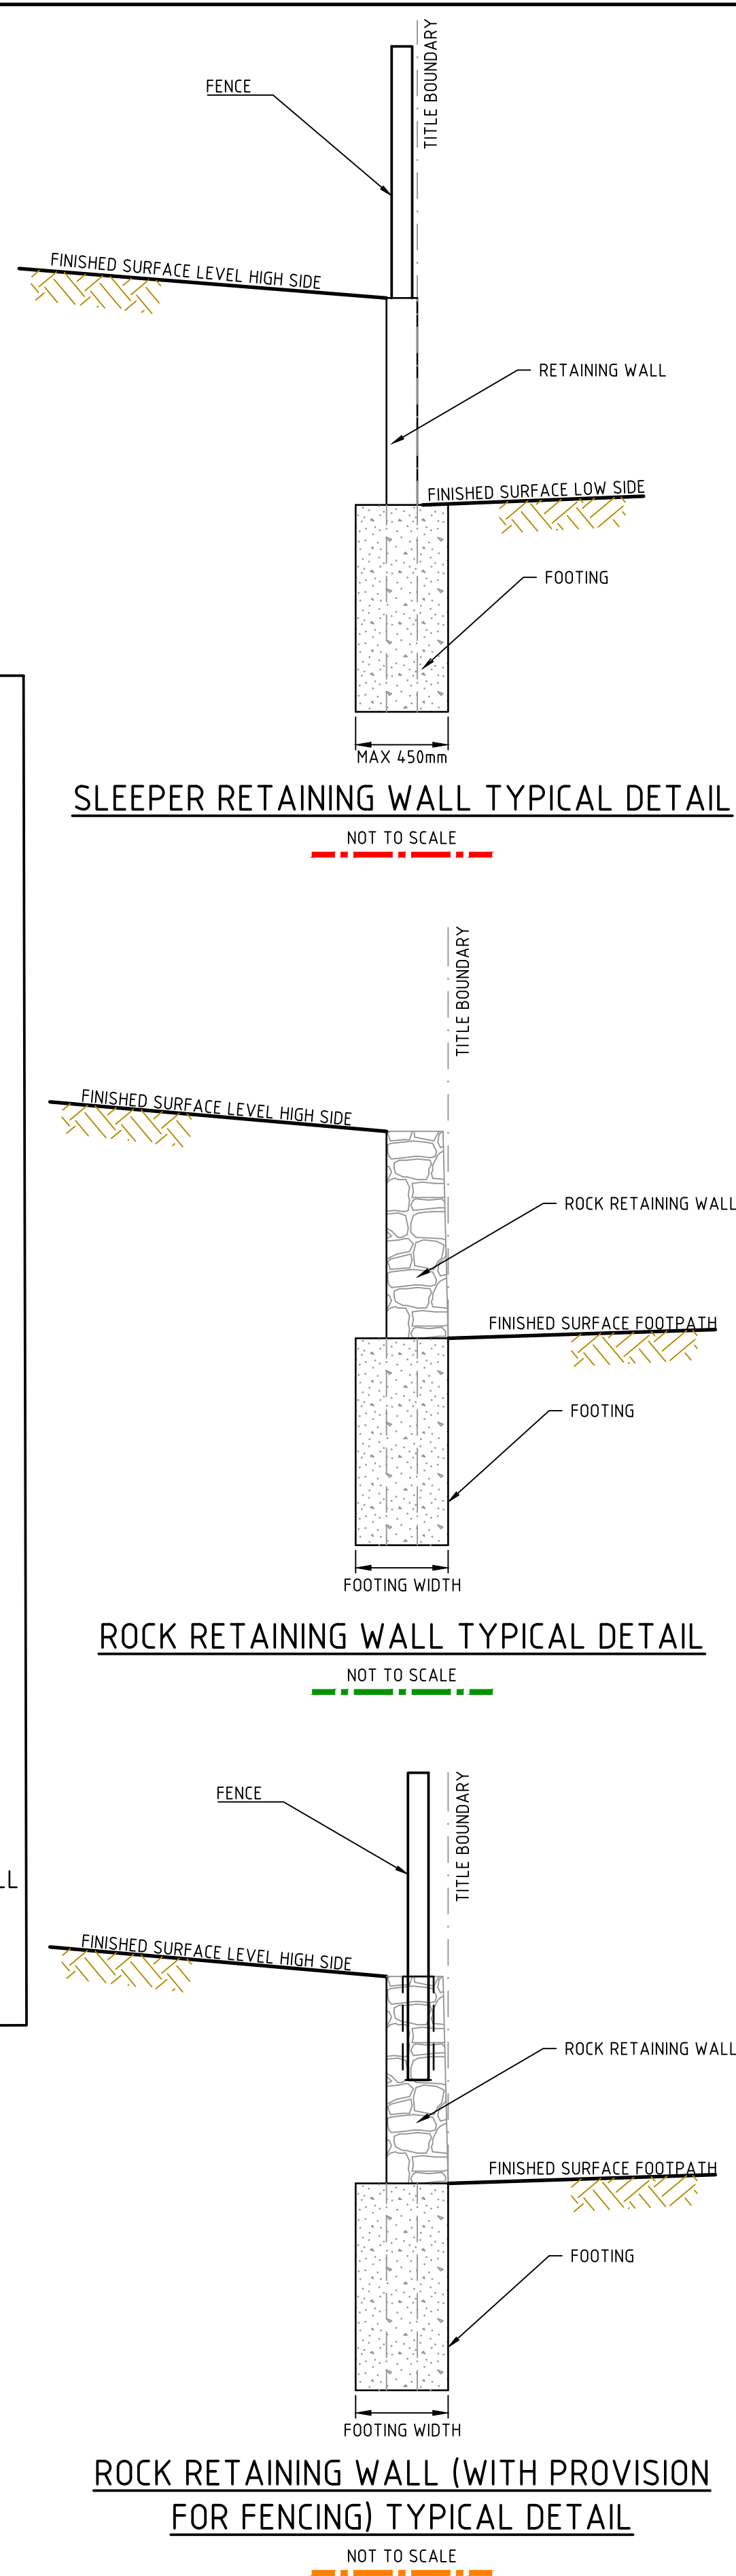 TITLE BOUNDARY
FENCE
FINISHED SURFACE LEVEL HIGH SIDE
RETAINING WALL
FINISHED SURFACE LOW SIDE
FOOTING
MAX 450mm
SLEEPER RETAINING WALL TYPICAL DETAIL
NOT TO SCALE
TITLE BOUNDARY
FINISHED SURFACE LEVEL HIGH SIDE
ROCK RETAINING WALL
FINISHED SURFACE FOOTPATH
FOOTING
FOOTING WIDTH
ROCK RETAINING WALL TYPICAL DETAIL
NOT TO SCALE
TITLE BOUNDARY
FENCE
FINISHED SURFACE LEVEL HIGH SIDE
ROCK RETAINING WALL
FINISHED SURFACE FOOTPATH
FOOTING
FOOTING WIDTH
ROCK RETAINING WALL (WITH PROVISION
FOR FENCING) TYPICAL DETAIL
NOT TO SCALE